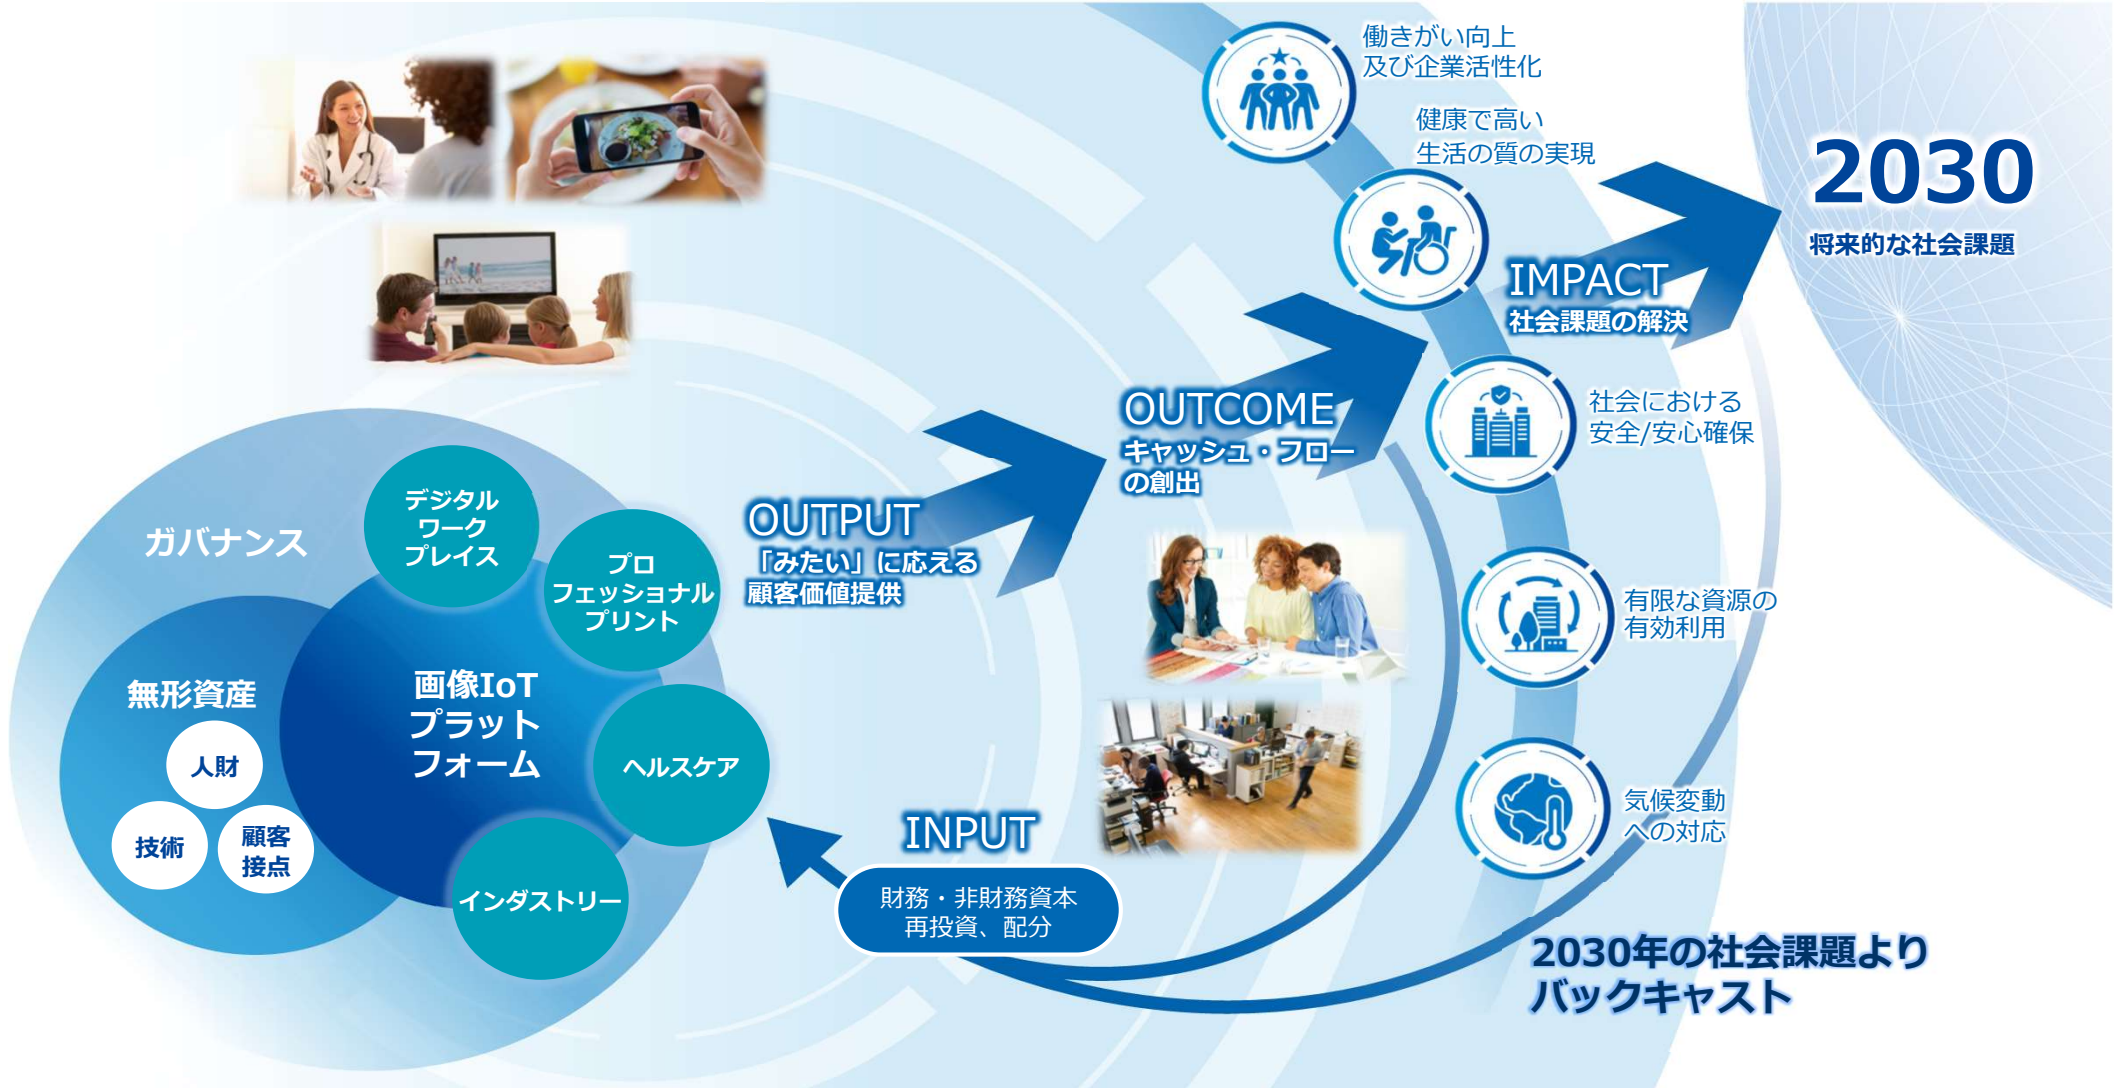 働きがい向上
及び企業活性化
健康で高い
生活の質の実現
2030
将来的な社会課題
IMPACT
社会課題の解決
OUTCOME
キャッシュ・フロー
の創出
社会における
安全/安心確保
OUTPUT
「みたい」に応える
顧客価値提供
ガバナンス
デジタル
ワーク
プレイス
プロ
フェッショナル
プリント
有限な資源の
有効利用
無形資産
人財
技術
顧客
接点
画像IoT
プラット
フォーム
ヘルスケア
インダストリー
INPUT
財務・非財務資本
再投資、配分
気候変動
への対応
2030年の社会課題より
バックキャスト